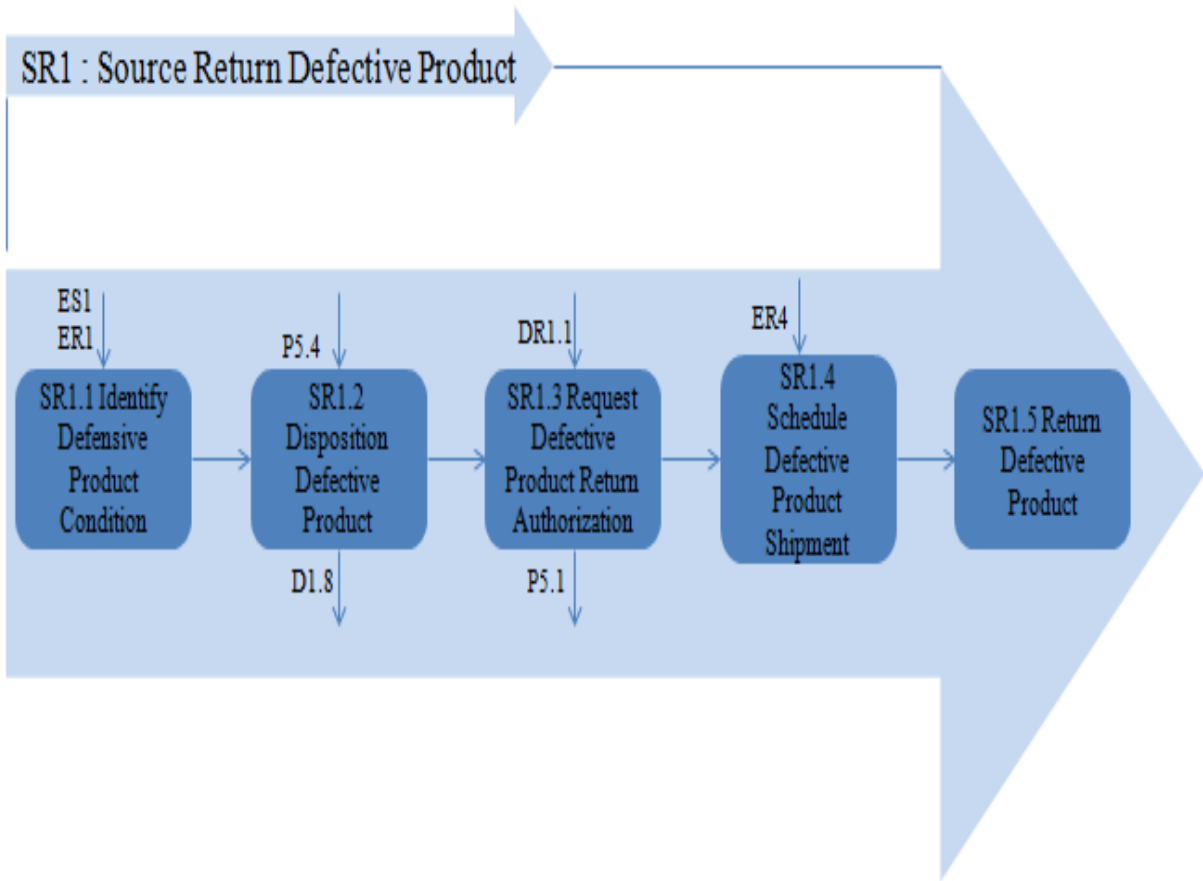 SR1 : Source Return Defective Product
ES1
ER1
P5.4
DR1.1
ER4
SR1.1 Identify
Defensive
Product
Condition
SR1.2
Disposition
Defective
Product
SR1.3 Request
Defective
Product Return
Authorization
SR1.4
Schedule
Defective
Product
Shipment
SR1.5 Return
Defective
Product
D1.8
P5.1